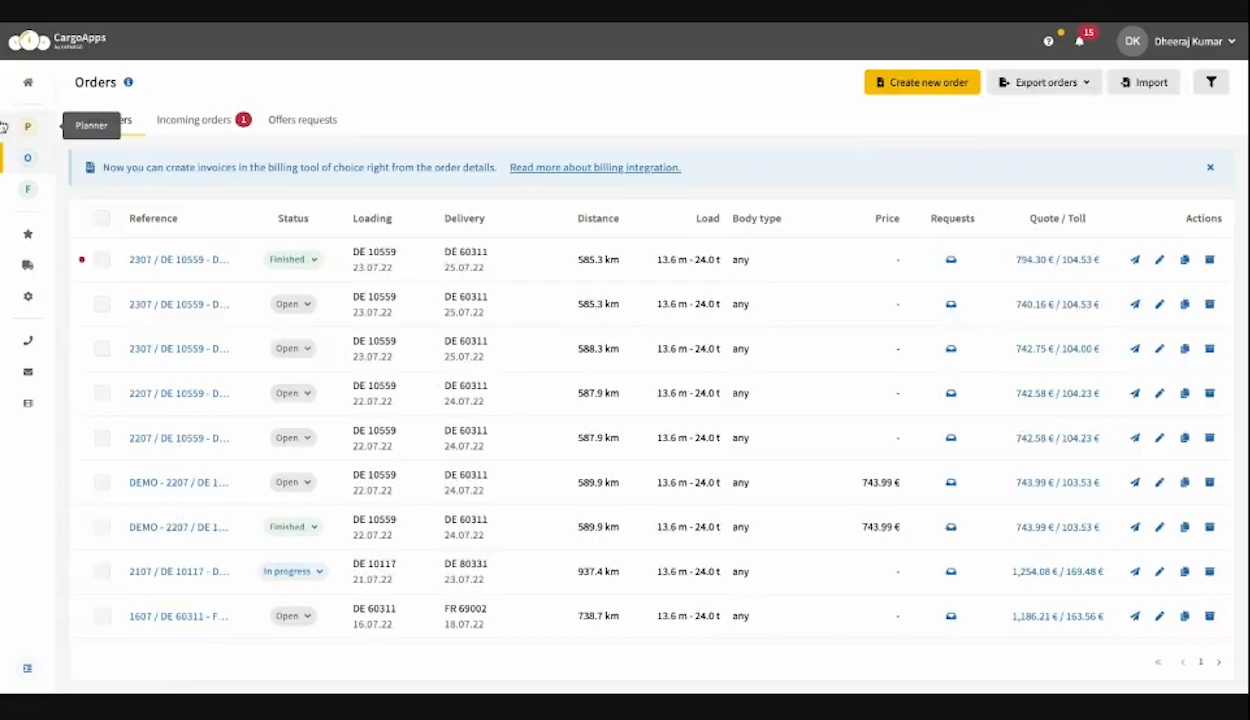 CargoApps
15
DK
Dheeraj Kumar
Orders
Create new order
Export orders
Import
P
Planner
ers
Incoming orders 1
Offers requests
O
F
Now you can create invoices in the billing tool of choice right from the order details. Read more about billing integration.
Reference Status Loading Delivery Distance Load Body type Price Requests Quote / Toll Actions
2307 / DE 10559 - D... Finished DE 10559 DE 60311 585.3 km 13.6 m - 24.0 t any - 794.30 € / 104.53 €
23.07.22 25.07.22
2307 / DE 10559 - D... Open DE 10559 DE 60311 585.3 km 13.6 m - 24.0 t any - 740.16 € / 104.53 €
23.07.22 25.07.22
2307 / DE 10559 - D... Open DE 10559 DE 60311 588.3 km 13.6 m - 24.0 t any - 742.75 € / 104.00 €
23.07.22 25.07.22
2207 / DE 10559 - D... Open DE 10559 DE 60311 587.9 km 13.6 m - 24.0 t any - 742.58 € / 104.23 €
22.07.22 24.07.22
2207 / DE 10559 - D... Open DE 10559 DE 60311 587.9 km 13.6 m - 24.0 t any - 742.58 € / 104.23 €
22.07.22 24.07.22
DEMO - 2207 / DE 1... Open DE 10559 DE 60311 589.9 km 13.6 m - 24.0 t any 743.99 € 743.99 € / 103.53 €
22.07.22 24.07.22
DEMO - 2207 / DE 1... Finished DE 10559 DE 60311 589.9 km 13.6 m - 24.0 t any 743.99 € 743.99 € / 103.53 €
22.07.22 24.07.22
2107 / DE 10117 - D... In progress DE 10117 DE 80331 937.4 km 13.6 m - 24.0 t any - 1,254.08 € / 169.48 €
21.07.22 23.07.22
1607 / DE 60311 - F... Open DE 60311 FR 69002 738.7 km 13.6 m - 24.0 t any - 1,186.21 € / 163.56 €
16.07.22 18.07.22
« ‹ 1 ›